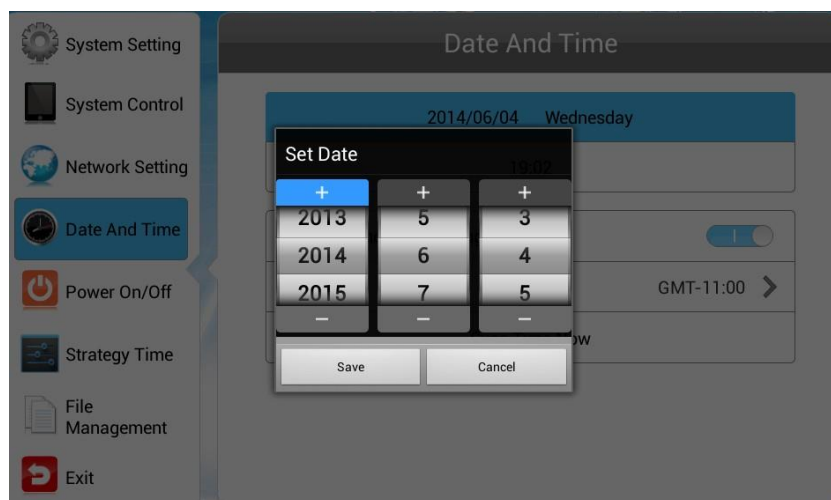 System Setting
System Control
Network Setting
Date And Time
Power On/Off
Strategy Time
File
Management
Exit
Date And Time
2014/06/04 Wednesday
19:02
GMT-11:00
Set Date
+ + +
2013 5 3
2014 6 4
2015 7 5
− − −
Save Cancel